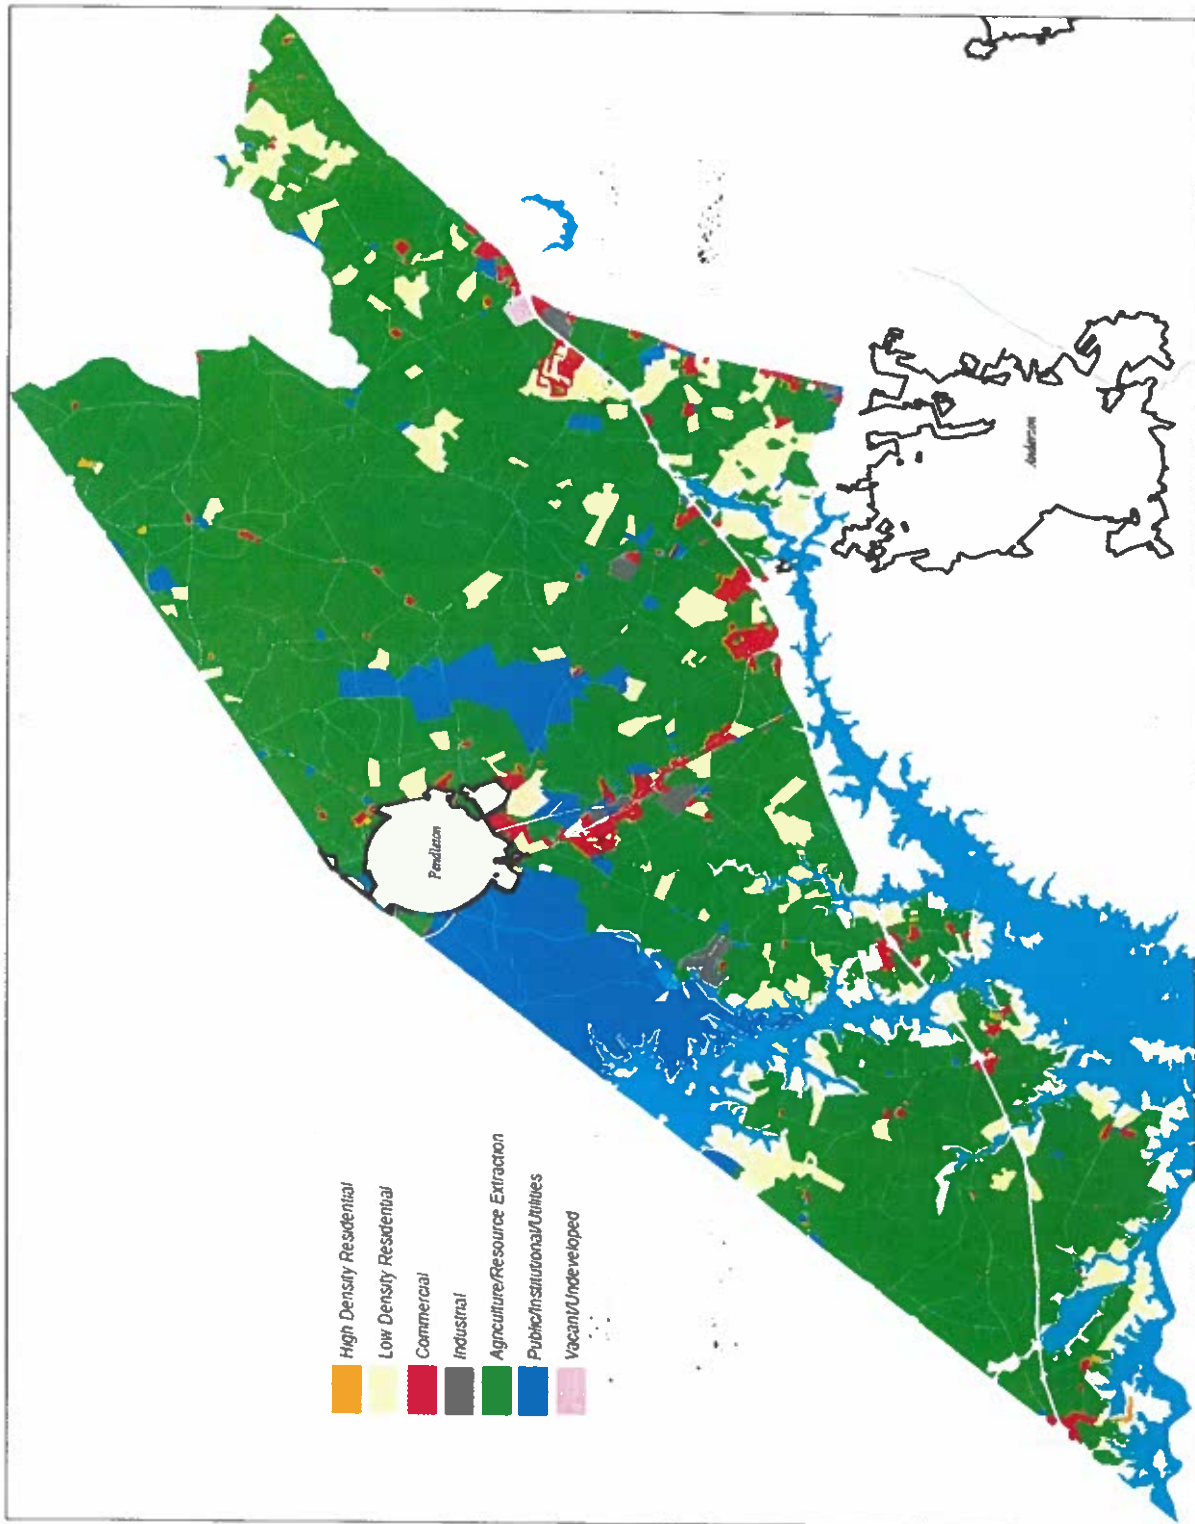 High Density Residential
Low Density Residential
Commercial
Industrial
Agriculture/Resource Extraction
Public/Institutional/Utilities
Vacant/Undeveloped
Pendleton
Anderson